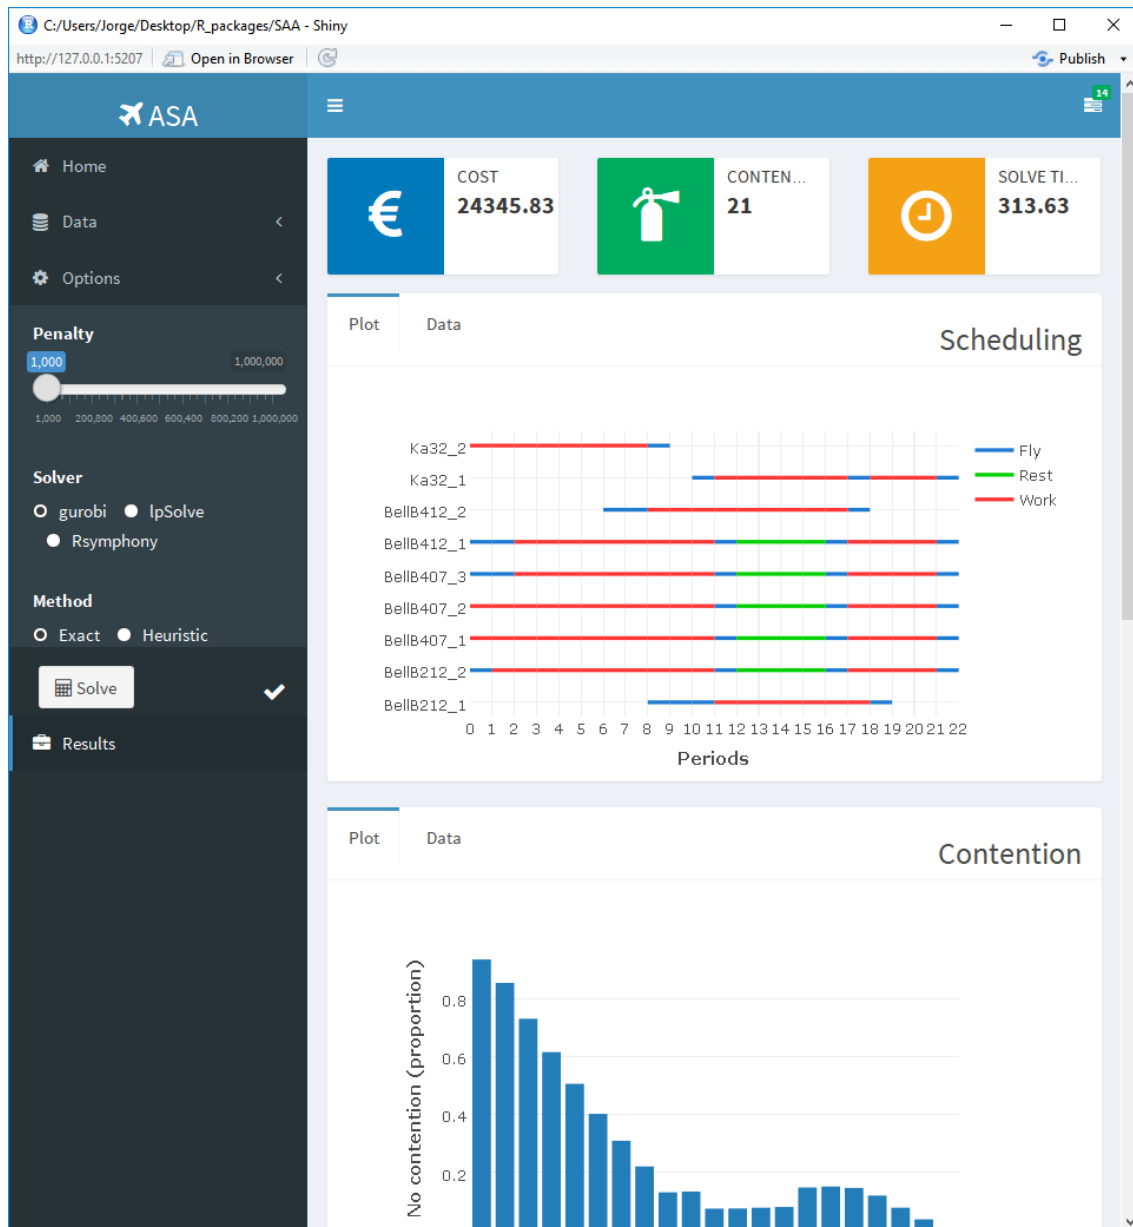 C:/Users/Jorge/Desktop/R_packages/SAA - Shiny
http://127.0.0.1:5207 Open in Browser Publish
ASA
14
Home
Data
Options
Penalty
1,000 1,000,000
1,000 200,800 400,600 600,400 800,200 1,000,000
Solver
gurobi lpSolve
Rsymphony
Method
Exact Heuristic
Solve
Results
COST
24345.83
CONTEN...
21
SOLVE TI...
313.63
Plot Data
Scheduling
Ka32_2
Ka32_1
BellB412_2
BellB412_1
BellB407_3
BellB407_2
BellB407_1
BellB212_2
BellB212_1
0 1 2 3 4 5 6 7 8 9 10 11 12 13 14 15 16 17 18 19 20 21 22
Periods
Fly
Rest
Work
Plot Data
Contention
No contention (proportion)
0.8
0.6
0.4
0.2